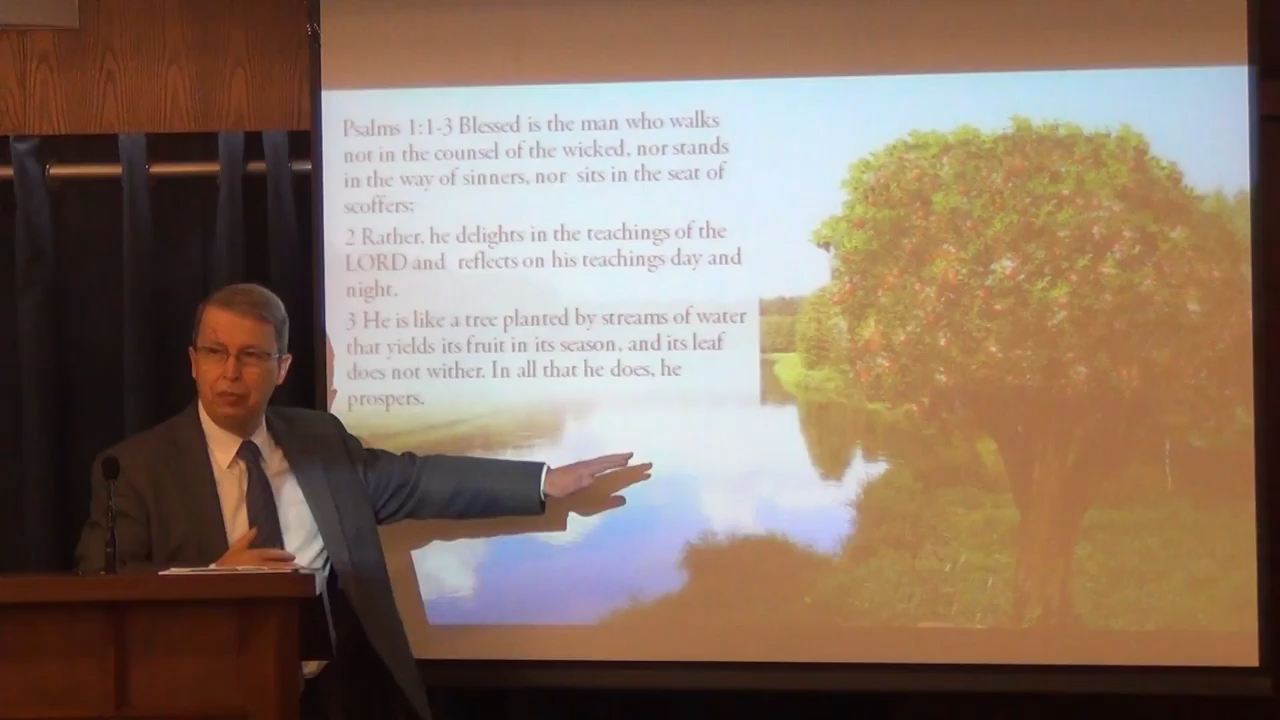 Psalms 1:1-3 Blessed is the man who walks
not in the counsel of the wicked, nor stands
in the way of sinners, nor sits in the seat of
scoffers;
2 Rather, he delights in the teachings of the
LORD and reflects on his teachings day and
night.
3 He is like a tree planted by streams of water
that yields its fruit in its season, and its leaf
does not wither. In all that he does, he
prospers.